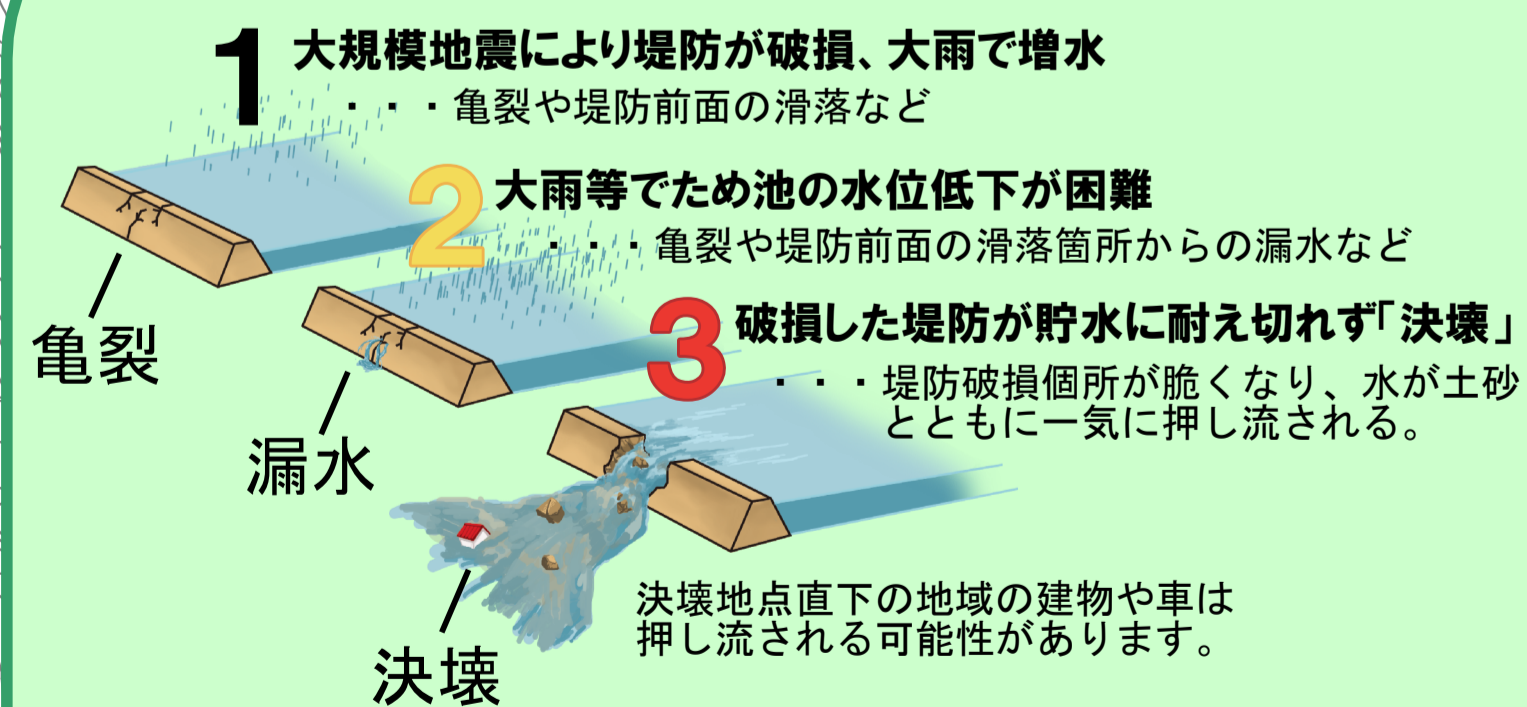 1 大規模地震により堤防が破損、大雨で増水
・・・亀裂や堤防前面の滑落など
亀裂
2 大雨等でため池の水位低下が困難
・・・亀裂や堤防前面の滑落箇所からの漏水など
漏水
3 破損した堤防が貯水に耐え切れず「決壊」
・・・堤防破損個所が脆くなり、水が土砂
とともに一気に押し流される。
決壊
決壊地点直下の地域の建物や車は
押し流される可能性があります。